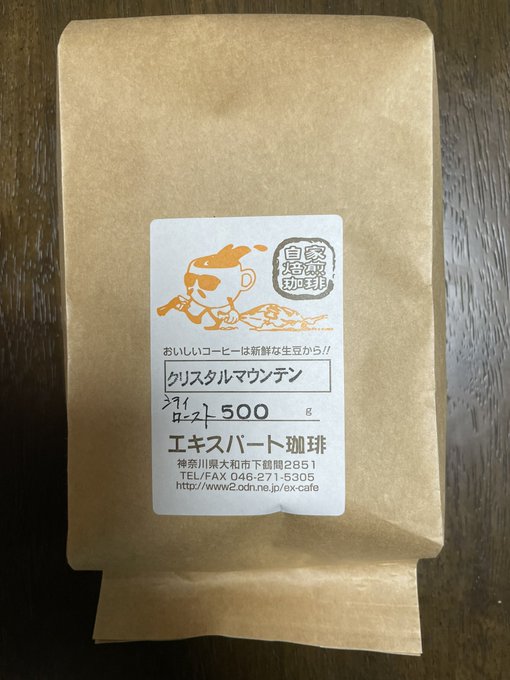 自家
焙煎
珈琲
おいしいコーヒーは新鮮な生豆から!!
クリスタルマウンテン
ミライ
ロースト 500 g
エキスパート珈琲
神奈川県大和市下鶴間2851
TEL/FAX 046-271-5305
http://www2.odn.ne.jp/ex-cafe